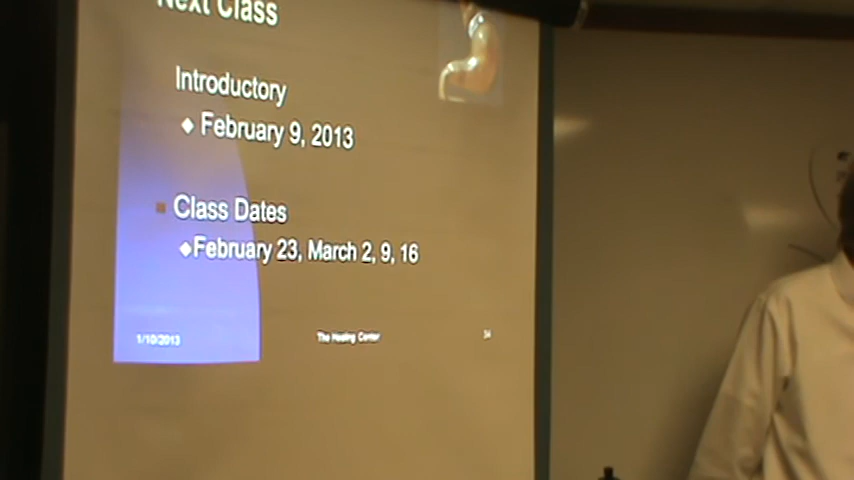 Next Class
Introductory
◆ February 9, 2013
■ Class Dates
◆February 23, March 2, 9, 16
1/10/2013
The Healing Center
34